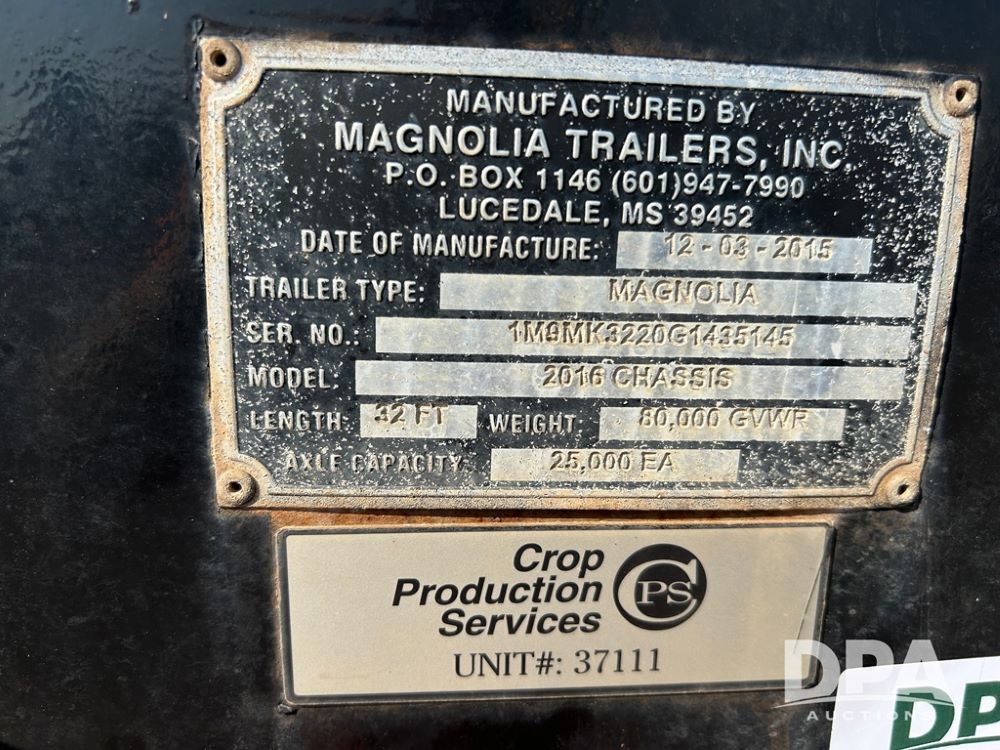 MANUFACTURED BY
MAGNOLIA TRAILERS, INC.
P.O. BOX 1146 (601)947-7990
LUCEDALE, MS 39452
DATE OF MANUFACTURE: 12-03-2015
TRAILER TYPE: MAGNOLIA
SER. NO.: 1M9MK3220G1435145
MODEL: 2016 CHASSIS
LENGTH: 32 FT WEIGHT: 80,000 GVWR
AXLE CAPACITY: 25,000 EA
Crop
Production
Services
CPS
UNIT#: 37111
DPA
AUCTIONS
DP